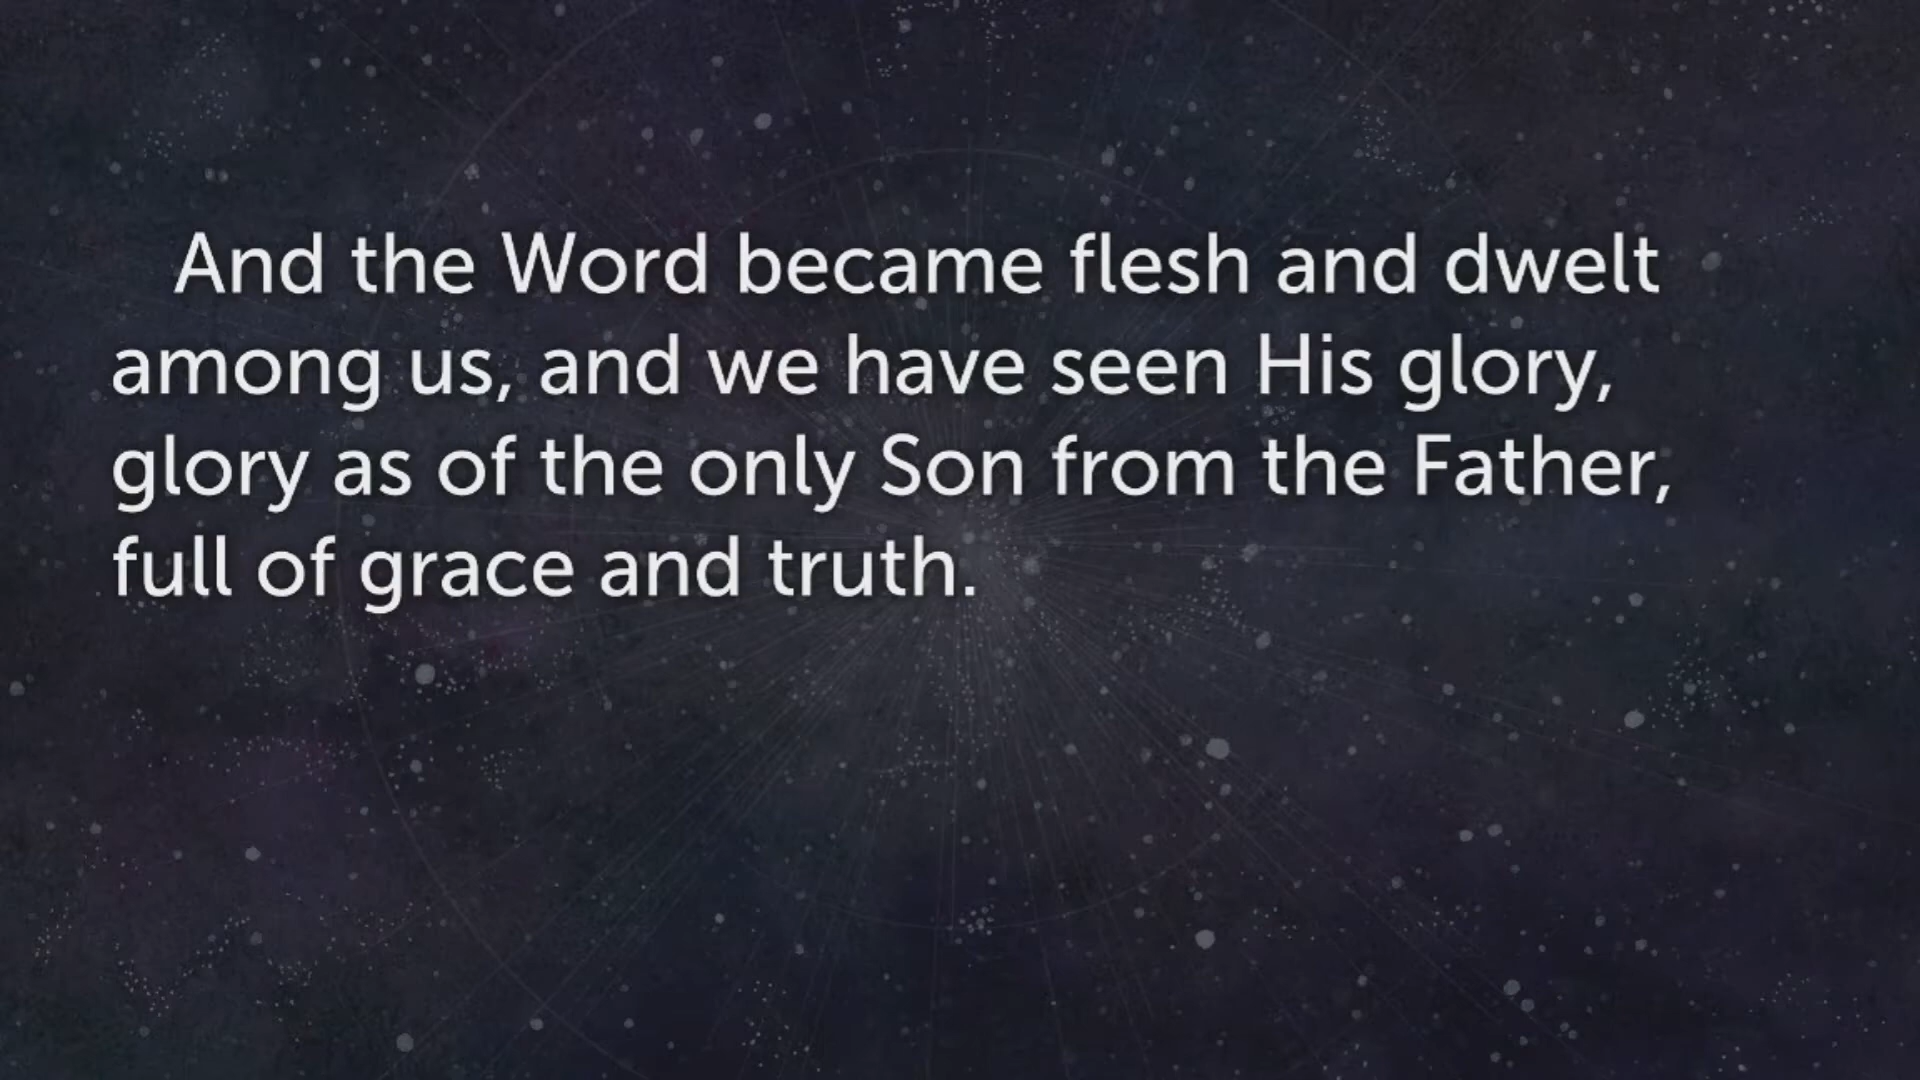 And the Word became flesh and dwelt
among us, and we have seen His glory,
glory as of the only Son from the Father,
full of grace and truth.